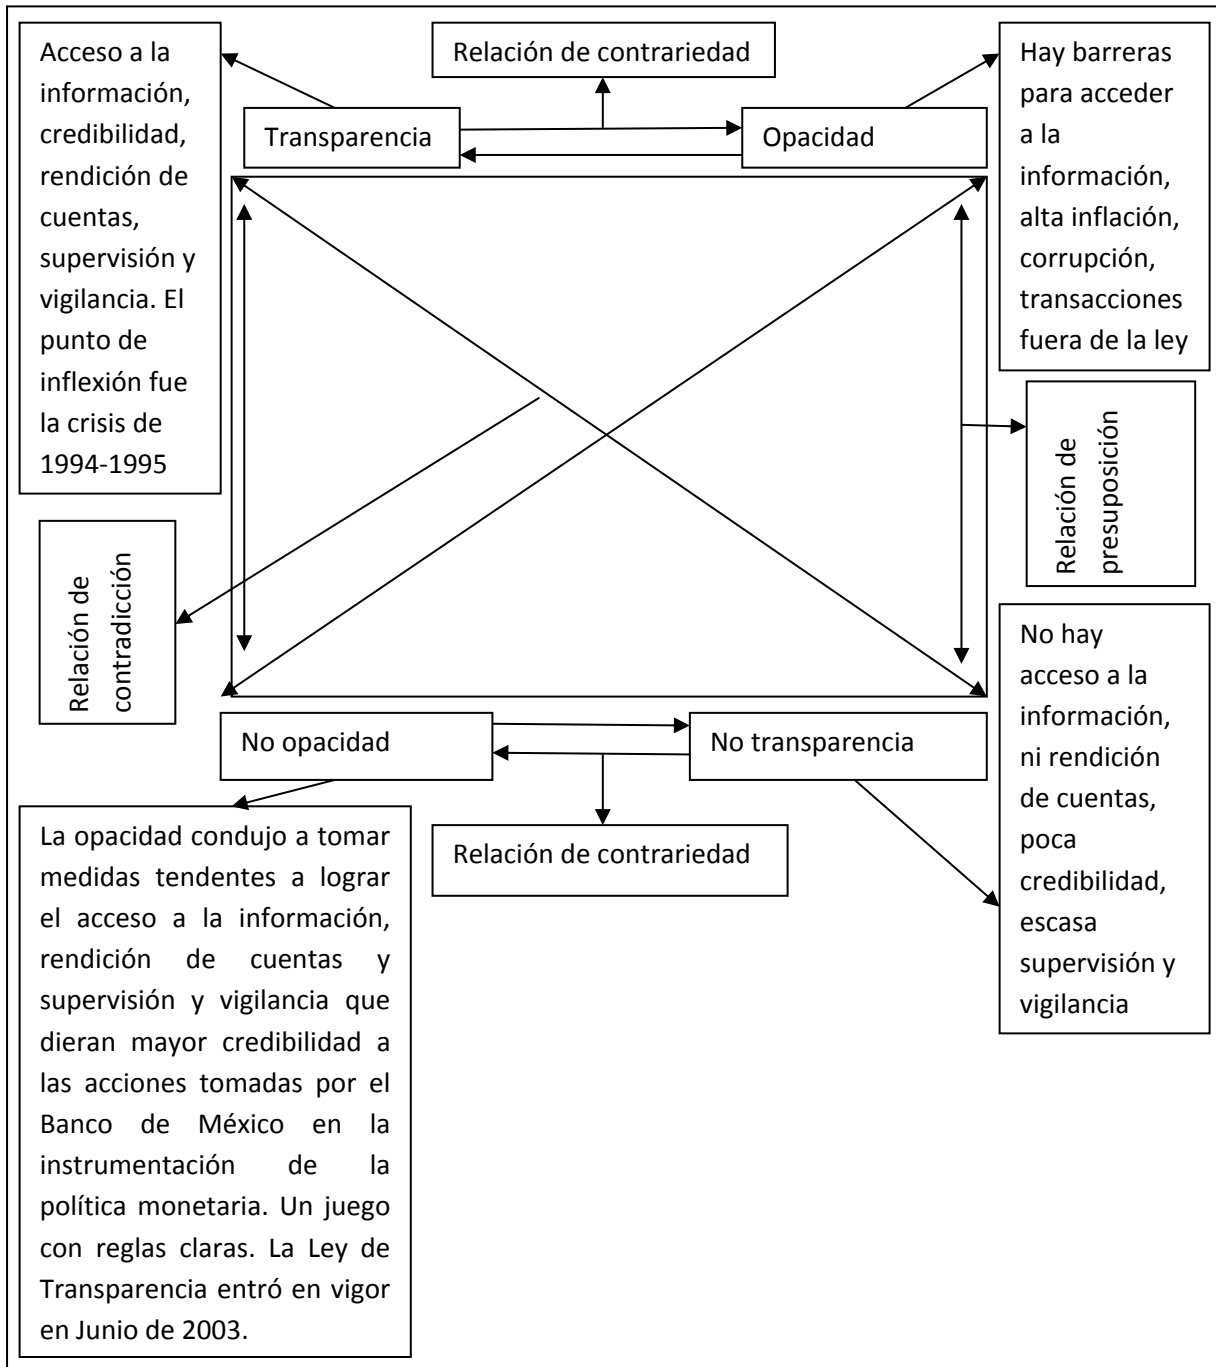 Acceso a la
información,
credibilidad,
rendición de
cuentas,
supervisión y
vigilancia. El
punto de
inflexión fue
la crisis de
1994-1995
Relación de contrariedad
Transparencia
Opacidad
Hay barreras
para acceder
a la
información,
alta inflación,
corrupción,
transacciones
fuera de la ley
Relación de
presuposición
Relación de
contradicción
No opacidad
No transparencia
No hay
acceso a la
información,
ni rendición
de cuentas,
poca
credibilidad,
escasa
supervisión y
vigilancia
Relación de contrariedad
La opacidad condujo a tomar
medidas tendentes a lograr
el acceso a la información,
rendición de cuentas y
supervisión y vigilancia que
dieran mayor credibilidad a
las acciones tomadas por el
Banco de México en la
instrumentación de la
política monetaria. Un juego
con reglas claras. La Ley de
Transparencia entró en vigor
en Junio de 2003.